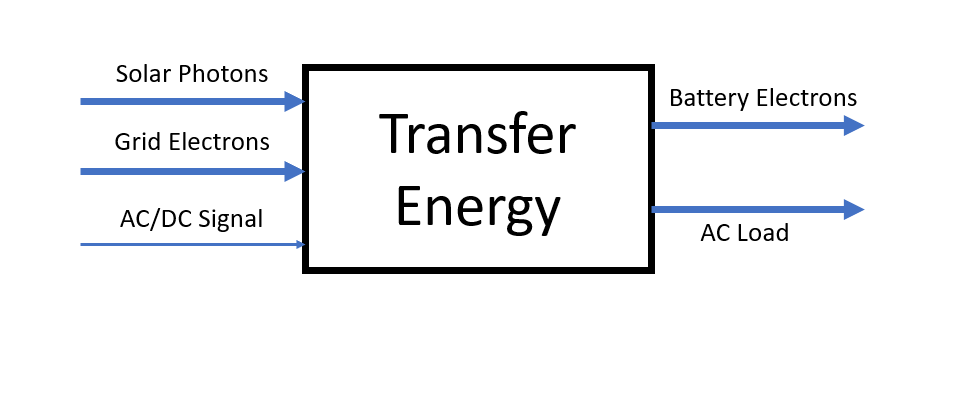 Solar Photons
Grid Electrons
AC/DC Signal
Transfer
Energy
Battery Electrons
AC Load